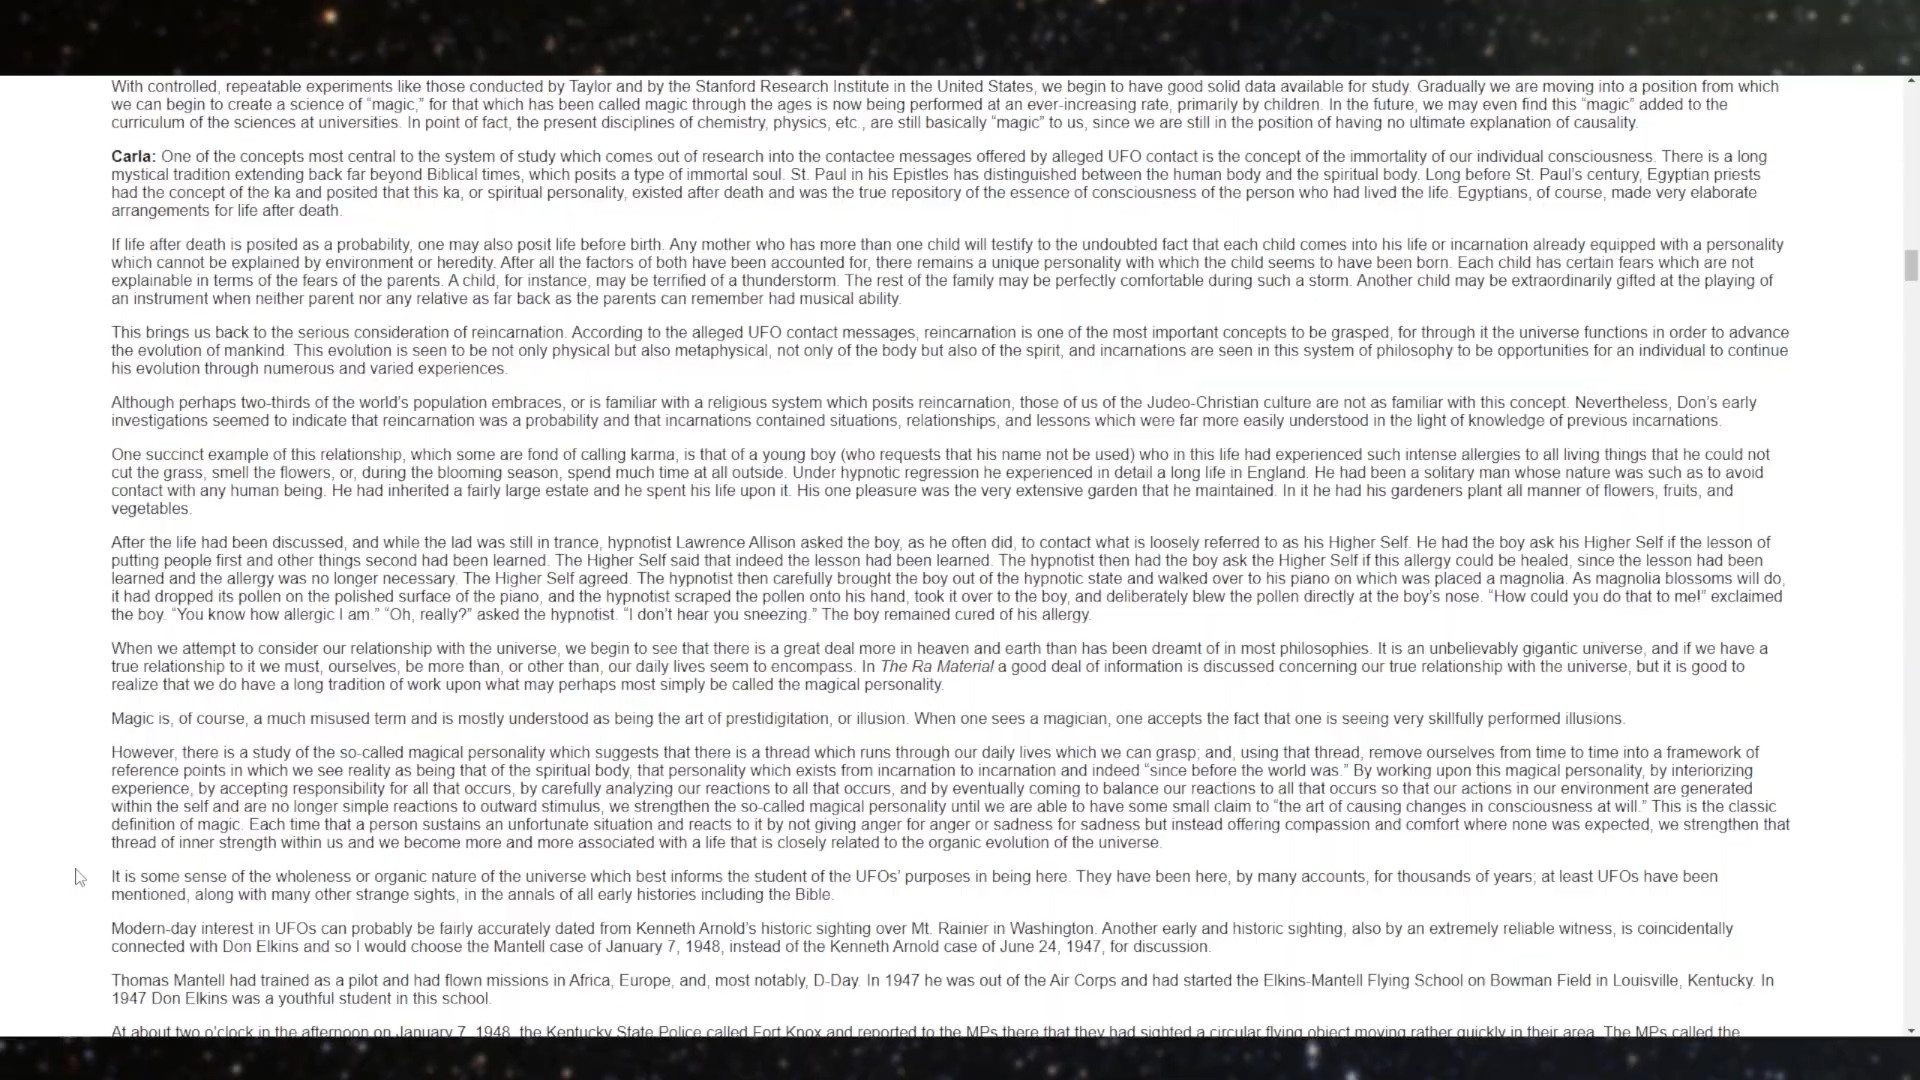 With controlled, repeatable experiments like those conducted by Taylor and by the Stanford Research Institute in the United States, we begin to have good solid data available for study. Gradually we are moving into a position from which
we can begin to create a science of “magic,” for that which has been called magic through the ages is now being performed at an ever-increasing rate, primarily by children. In the future, we may even find this “magic” added to the
curriculum of the sciences at universities. In point of fact, the present disciplines of chemistry, physics, etc., are still basically “magic” to us, since we are still in the position of having no ultimate explanation of causality.
Carla: One of the concepts most central to the system of study which comes out of research into the contactee messages offered by alleged UFO contact is the concept of the immortality of our individual consciousness. There is a long
mystical tradition extending back far beyond Biblical times, which posits a type of immortal soul. St. Paul in his Epistles has distinguished between the human body and the spiritual body. Long before St. Paul’s century, Egyptian priests
had the concept of the ka and posited that this ka, or spiritual personality, existed after death and was the true repository of the essence of consciousness of the person who had lived the life. Egyptians, of course, made very elaborate
arrangements for life after death.
If life after death is posited as a probability, one may also posit life before birth. Any mother who has more than one child will testify to the undoubted fact that each child comes into his life or incarnation already equipped with a personality
which cannot be explained by environment or heredity. After all the factors of both have been accounted for, there remains a unique personality with which the child seems to have been born. Each child has certain fears which are not
explainable in terms of the fears of the parents. A child, for instance, may be terrified of a thunderstorm. The rest of the family may be perfectly comfortable during such a storm. Another child may be extraordinarily gifted at the playing of
an instrument when neither parent nor any relative as far back as the parents can remember had musical ability.
This brings us back to the serious consideration of reincarnation. According to the alleged UFO contact messages, reincarnation is one of the most important concepts to be grasped, for through it the universe functions in order to advance
the evolution of mankind. This evolution is seen to be not only physical but also metaphysical, not only of the body but also of the spirit, and incarnations are seen in this system of philosophy to be opportunities for an individual to continue
his evolution through numerous and varied experiences.
Although perhaps two-thirds of the world’s population embraces, or is familiar with a religious system which posits reincarnation, those of us of the Judeo-Christian culture are not as familiar with this concept. Nevertheless, Don’s early
investigations seemed to indicate that reincarnation was a probability and that incarnations contained situations, relationships, and lessons which were far more easily understood in the light of knowledge of previous incarnations.
One succinct example of this relationship, which some are fond of calling karma, is that of a young boy (who requests that his name not be used) who in this life had experienced such intense allergies to all living things that he could not
cut the grass, smell the flowers, or, during the blooming season, spend much time at all outside. Under hypnotic regression he experienced in detail a long life in England. He had been a solitary man whose nature was such as to avoid
contact with any human being. He had inherited a fairly large estate and he spent his life upon it. His one pleasure was the very extensive garden that he maintained. In it he had his gardeners plant all manner of flowers, fruits, and
vegetables.
After the life had been discussed, and while the lad was still in trance, hypnotist Lawrence Allison asked the boy, as he often did, to contact what is loosely referred to as his Higher Self. He had the boy ask his Higher Self if the lesson of
putting people first and other things second had been learned. The Higher Self said that indeed the lesson had been learned. The hypnotist then had the boy ask the Higher Self if this allergy could be healed, since the lesson had been
learned and the allergy was no longer necessary. The Higher Self agreed. The hypnotist then carefully brought the boy out of the hypnotic state and walked over to his piano on which was placed a magnolia. As magnolia blossoms will do,
it had dropped its pollen on the polished surface of the piano, and the hypnotist scraped the pollen onto his hand, took it over to the boy, and deliberately blew the pollen directly at the boy’s nose. “How could you do that to me!” exclaimed
the boy. “You know how allergic I am.” “Oh, really?” asked the hypnotist. “I don’t hear you sneezing.” The boy remained cured of his allergy.
When we attempt to consider our relationship with the universe, we begin to see that there is a great deal more in heaven and earth than has been dreamt of in most philosophies. It is an unbelievably gigantic universe, and if we have a
true relationship to it we must, ourselves, be more than, or other than, our daily lives seem to encompass. In The Ra Material a good deal of information is discussed concerning our true relationship with the universe, but it is good to
realize that we do have a long tradition of work upon what may perhaps most simply be called the magical personality.
Magic is, of course, a much misused term and is mostly understood as being the art of prestidigitation, or illusion. When one sees a magician, one accepts the fact that one is seeing very skillfully performed illusions.
However, there is a study of the so-called magical personality which suggests that there is a thread which runs through our daily lives which we can grasp; and, using that thread, remove ourselves from time to time into a framework of
reference points in which we see reality as being that of the spiritual body, that personality which exists from incarnation to incarnation and indeed “since before the world was.” By working upon this magical personality, by interiorizing
experience, by accepting responsibility for all that occurs, by carefully analyzing our reactions to all that occurs, and by eventually coming to balance our reactions to all that occurs so that our actions in our environment are generated
within the self and are no longer simple reactions to outward stimulus, we strengthen the so-called magical personality until we are able to have some small claim to “the art of causing changes in consciousness at will.” This is the classic
definition of magic. Each time that a person sustains an unfortunate situation and reacts to it by not giving anger for anger or sadness for sadness but instead offering compassion and comfort where none was expected, we strengthen that
thread of inner strength within us and we become more and more associated with a life that is closely related to the organic evolution of the universe.
It is some sense of the wholeness or organic nature of the universe which best informs the student of the UFOs’ purposes in being here. They have been here, by many accounts, for thousands of years; at least UFOs have been
mentioned, along with many other strange sights, in the annals of all early histories including the Bible.
Modern-day interest in UFOs can probably be fairly accurately dated from Kenneth Arnold’s historic sighting over Mt. Rainier in Washington. Another early and historic sighting, also by an extremely reliable witness, is coincidentally
connected with Don Elkins and so I would choose the Mantell case of January 7, 1948, instead of the Kenneth Arnold case of June 24, 1947, for discussion.
Thomas Mantell had trained as a pilot and had flown missions in Africa, Europe, and, most notably, D-Day. In 1947 he was out of the Air Corps and had started the Elkins-Mantell Flying School on Bowman Field in Louisville, Kentucky. In
1947 Don Elkins was a youthful student in this school.
At about two o’clock in the afternoon on January 7, 1948, the Kentucky State Police called Fort Knox and reported to the MPs there that they had sighted a circular flying object moving rather quickly in their area. The MPs called the